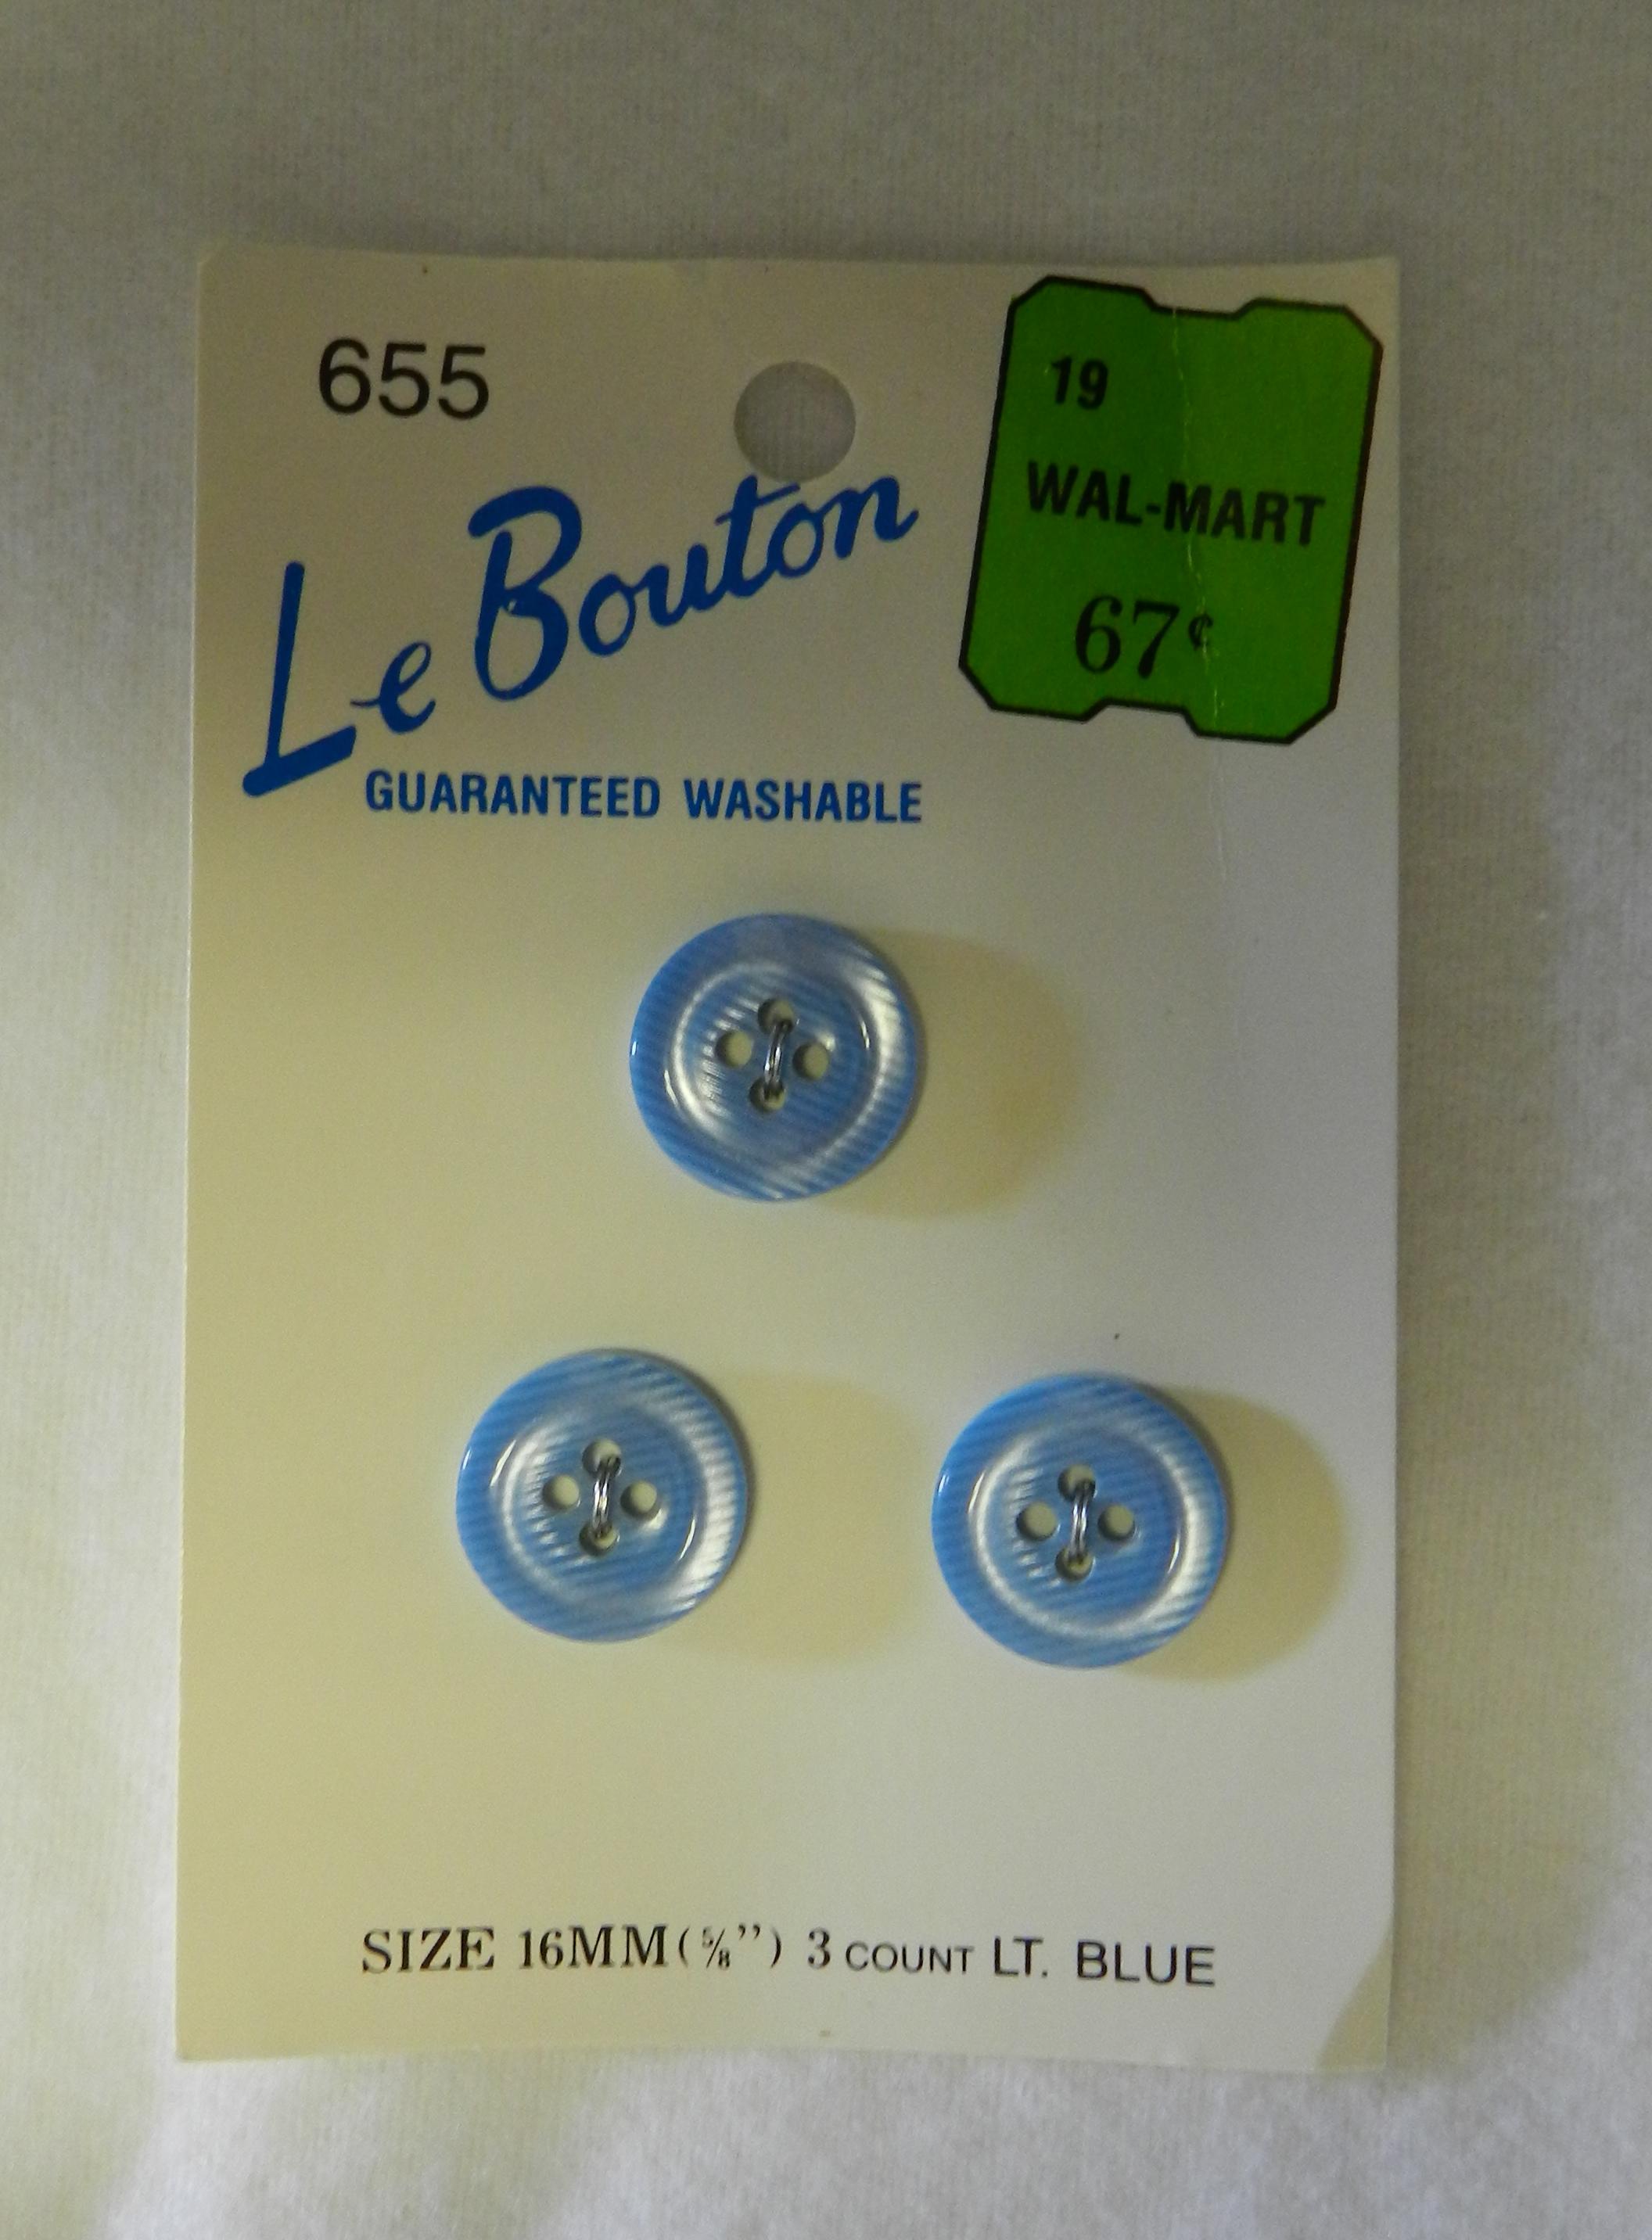 655
19
WAL-MART
67¢
Le Bouton
GUARANTEED WASHABLE
SIZE 16MM(⅝”) 3 COUNT LT. BLUE